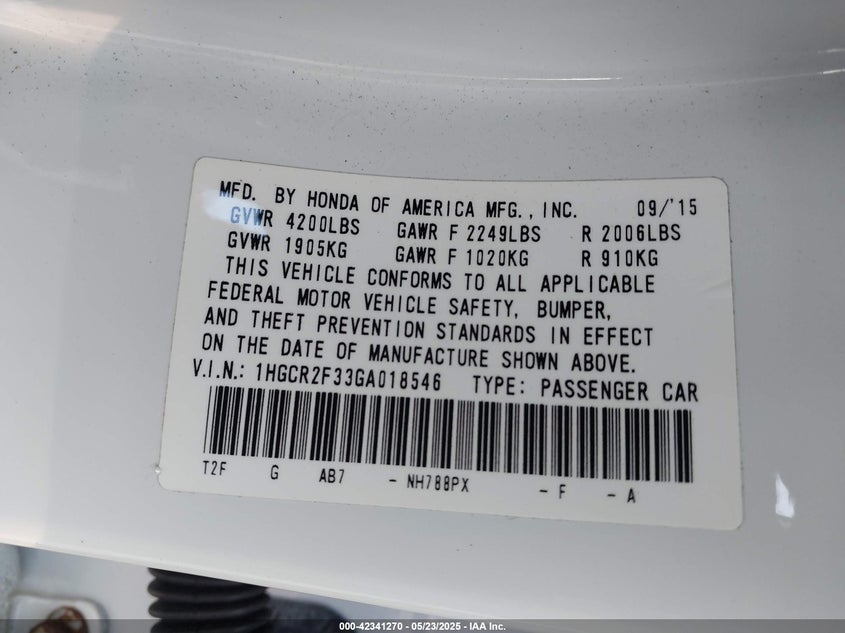 MFD. BY HONDA OF AMERICA MFG., INC. 09/'15
GVWR 4200LBS GAWR F 2249LBS R 2006LBS
GVWR 1905KG GAWR F 1020KG R 910KG
THIS VEHICLE CONFORMS TO ALL APPLICABLE
FEDERAL MOTOR VEHICLE SAFETY, BUMPER,
AND THEFT PREVENTION STANDARDS IN EFFECT
ON THE DATE OF MANUFACTURE SHOWN ABOVE.
V.I.N.: 1HGCR2F33GA018546 TYPE: PASSENGER CAR
T2F G AB7 - NH788PX - F - A
000-42341270 - 05/23/2025 - IAA Inc.